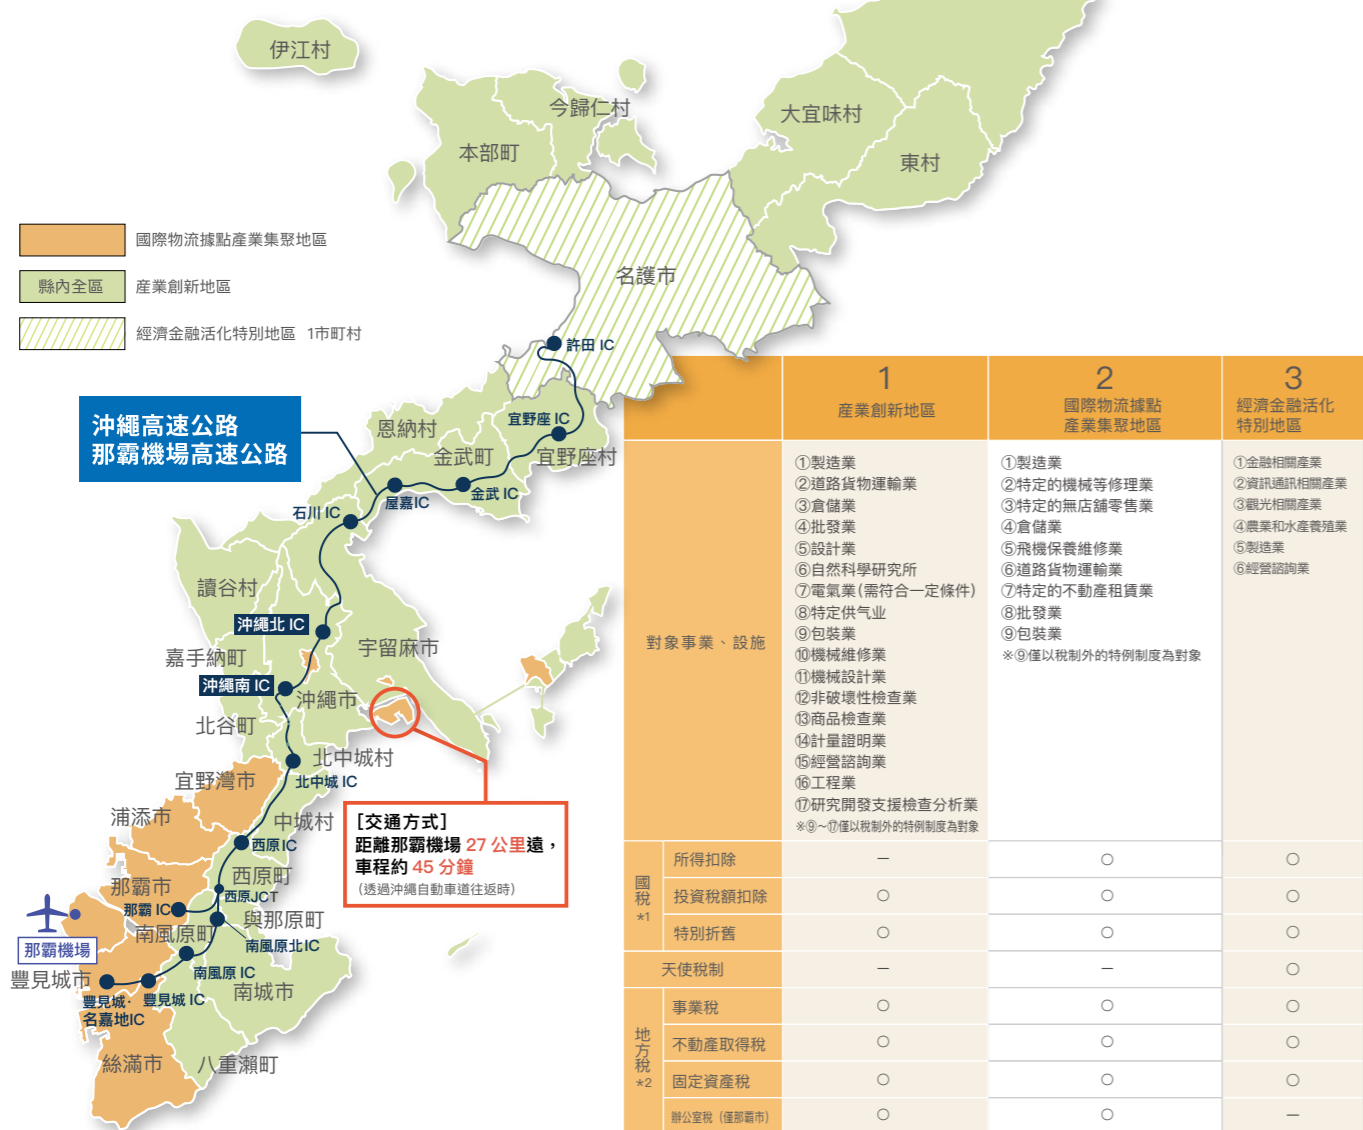 伊江村
今歸仁村
本部町
大宜味村
東村
名護市
國際物流據點產業集聚地區
縣內全區
產業創新地區
經濟金融活化特別地區 1市町村
許田 IC
沖繩高速公路
那霸機場高速公路
恩納村
宜野座 IC
金武町
宜野座村
金武 IC
屋嘉IC
石川 IC
讀谷村
沖繩北 IC
嘉手納町
宇留麻市
沖繩南 IC
沖繩市
北谷町
北中城村
宜野灣市
北中城 IC
浦添市
中城村
[交通方式]
距離那霸機場 27 公里遠，
車程約 45 分鐘
(透過沖繩自動車道往返時)
西原 IC
西原町
那霸市
西原JCT
那霸 IC
與那原町
南風原町
南風原北IC
那霸機場
南風原 IC
豐見城市
豐見城 IC
豐見城·
名嘉地IC
南城市
絲滿市
八重瀨町
1
產業創新地區
2
國際物流據點
產業集聚地區
3
經濟金融活化
特別地區
對象事業、設施
①製造業
②道路貨物運輸業
③倉儲業
④批發業
⑤設計業
⑥自然科學研究所
⑦電氣業(需符合一定條件)
⑧特定供气业
⑨包裝業
⑩機械維修業
⑪機械設計業
⑫非破壞性檢查業
⑬商品檢查業
⑭計量證明業
⑮經營諮詢業
⑯工程業
⑰研究開發支援檢查分析業
※⑨～⑰僅以稅制外的特例制度為對象
①製造業
②特定的機械等修理業
③特定的無店舖零售業
④倉儲業
⑤飛機保養維修業
⑥道路貨物運輸業
⑦特定的不動產租賃業
⑧批發業
⑨包裝業
※⑨僅以稅制外的特例制度為對象
①金融相關產業
②資訊通訊相關產業
③觀光相關產業
④農業和水產養殖業
⑤製造業
⑥經營諮詢業
國稅
*1
所得扣除 － ○ ○
投資稅額扣除 ○ ○ ○
特別折舊 ○ ○ ○
天使稅制 － － ○
地方稅
*2
事業稅 ○ ○ ○
不動產取得稅 ○ ○ ○
固定資產稅 ○ ○ ○
辦公室稅（僅那霸市） ○ ○ －